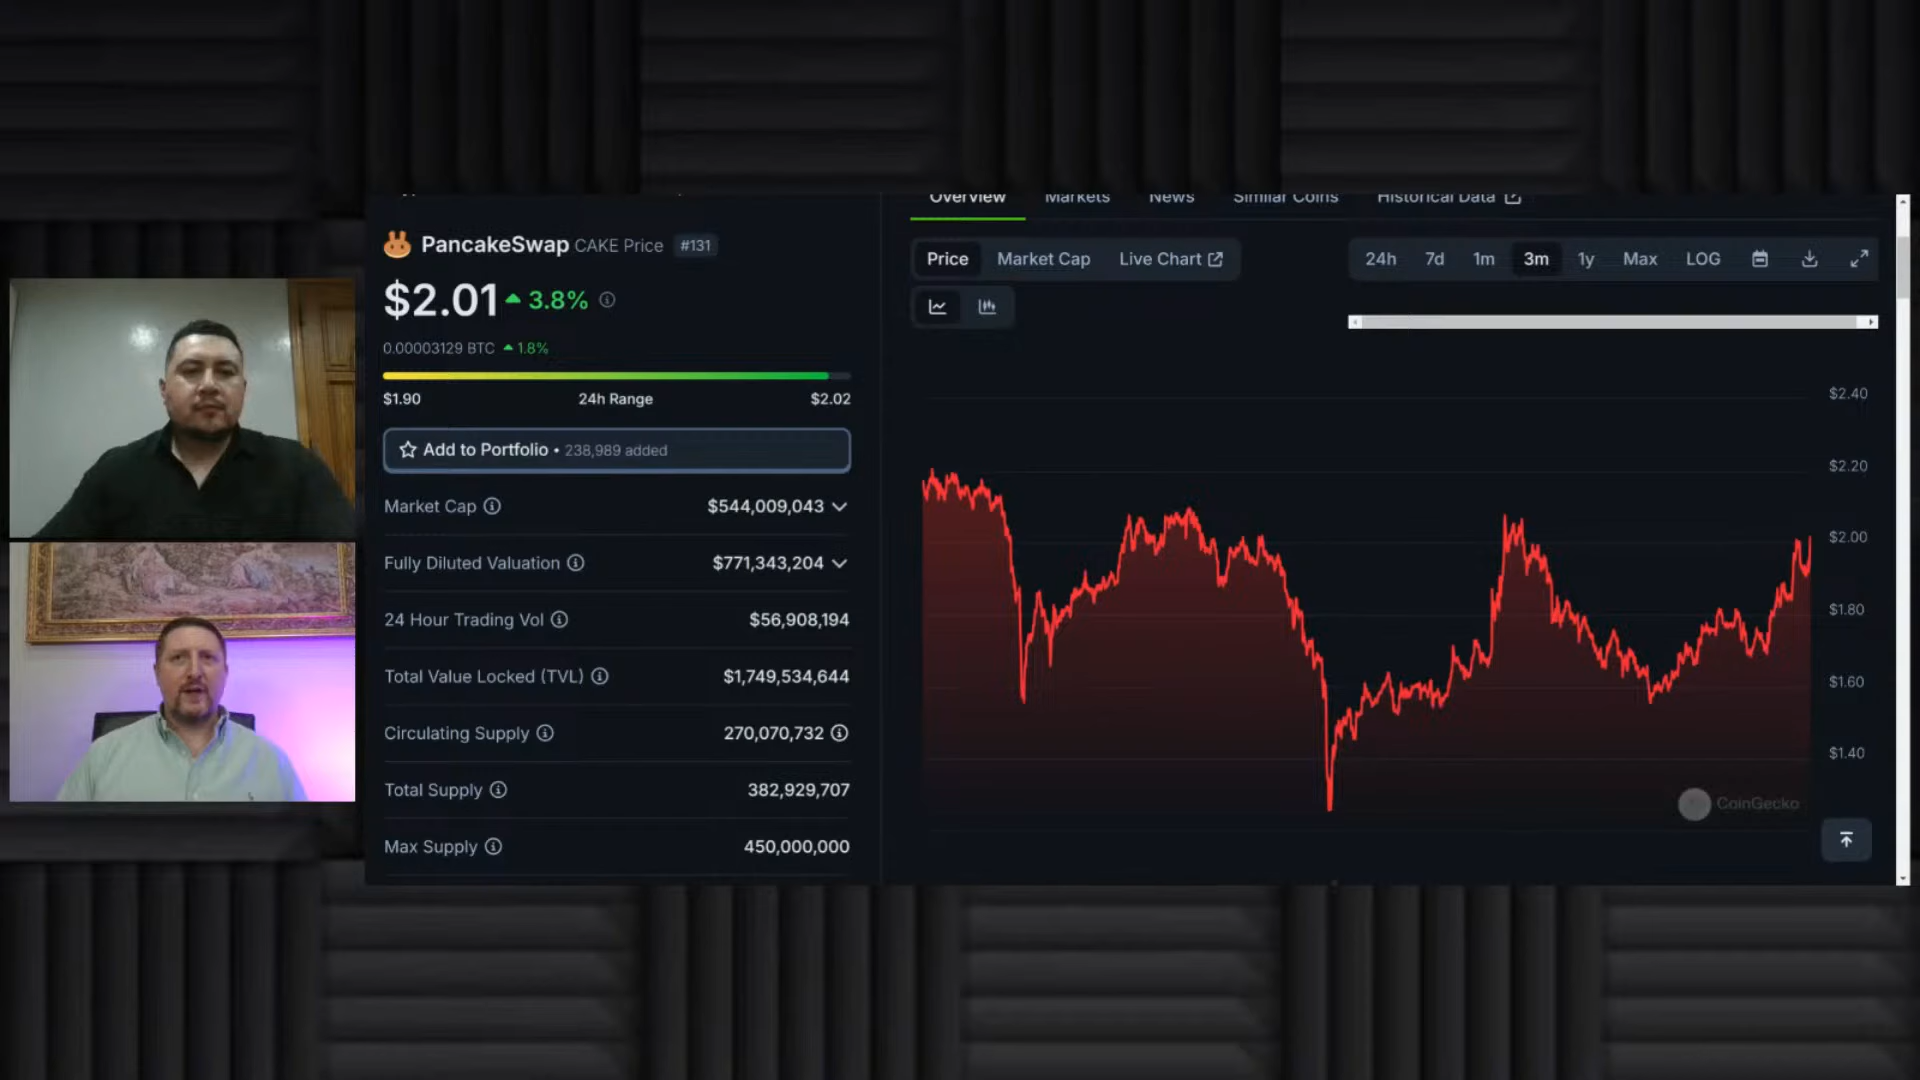 Overview Markets News Similar Coins Historical Data
PancakeSwap CAKE Price #131
$2.01 3.8%
0.00003129 BTC 1.8%
$1.90 24h Range $2.02
Add to Portfolio • 238,989 added
Market Cap $544,009,043
Fully Diluted Valuation $771,343,204
24 Hour Trading Vol $56,908,194
Total Value Locked (TVL) $1,749,534,644
Circulating Supply 270,070,732
Total Supply 382,929,707
Max Supply 450,000,000
Price Market Cap Live Chart
24h 7d 1m 3m 1y Max LOG
$2.40
$2.20
$2.00
$1.80
$1.60
$1.40
CoinGecko